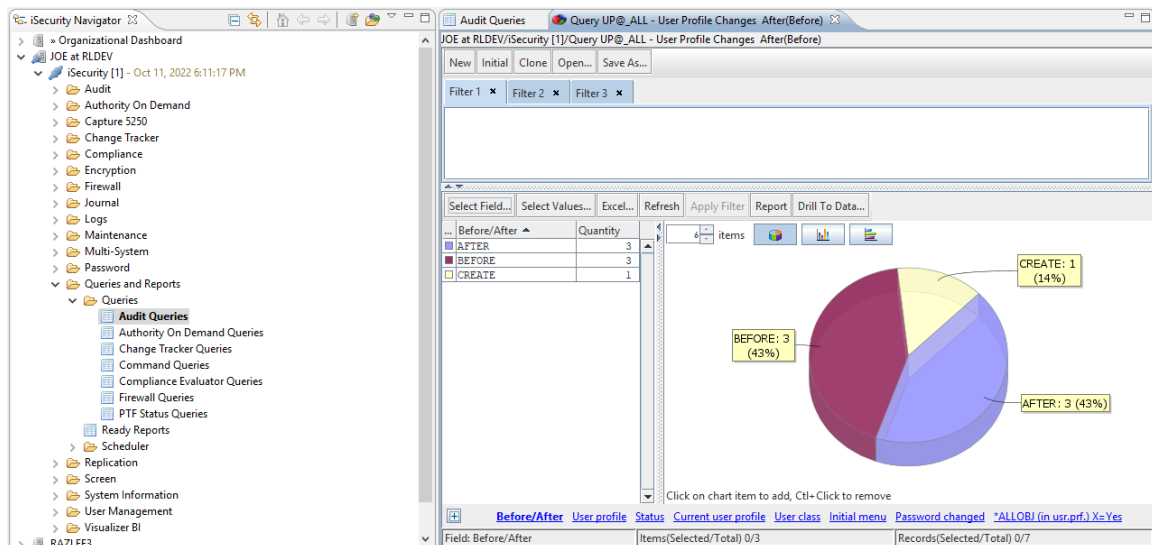 iSecurity Navigator
» Organizational Dashboard
JOE at RLDEV
iSecurity [1] - Oct 11, 2022 6:11:17 PM
Audit
Authority On Demand
Capture 5250
Change Tracker
Compliance
Encryption
Firewall
Journal
Logs
Maintenance
Multi-System
Password
Queries and Reports
Queries
Audit Queries
Authority On Demand Queries
Change Tracker Queries
Command Queries
Compliance Evaluator Queries
Firewall Queries
PTF Status Queries
Ready Reports
Scheduler
Replication
Screen
System Information
User Management
Visualizer BI
RAZLEE3
Audit Queries Query UP@_ALL - User Profile Changes After(Before)
JOE at RLDEV/iSecurity [1]/Query UP@_ALL - User Profile Changes After(Before)
New Initial Clone Open... Save As...
Filter 1 Filter 2 Filter 3
Select Field... Select Values... Excel... Refresh Apply Filter Report Drill To Data...
... Before/After Quantity
AFTER 3
BEFORE 3
CREATE 1
6 items
CREATE: 1
(14%)
BEFORE: 3
(43%)
AFTER: 3 (43%)
Click on chart item to add, Ctl+Click to remove
Before/After User profile Status Current user profile User class Initial menu Password changed *ALLOBJ (in usr.prf.) X=Yes
Field: Before/After Items(Selected/Total) 0/3 Records(Selected/Total) 0/7